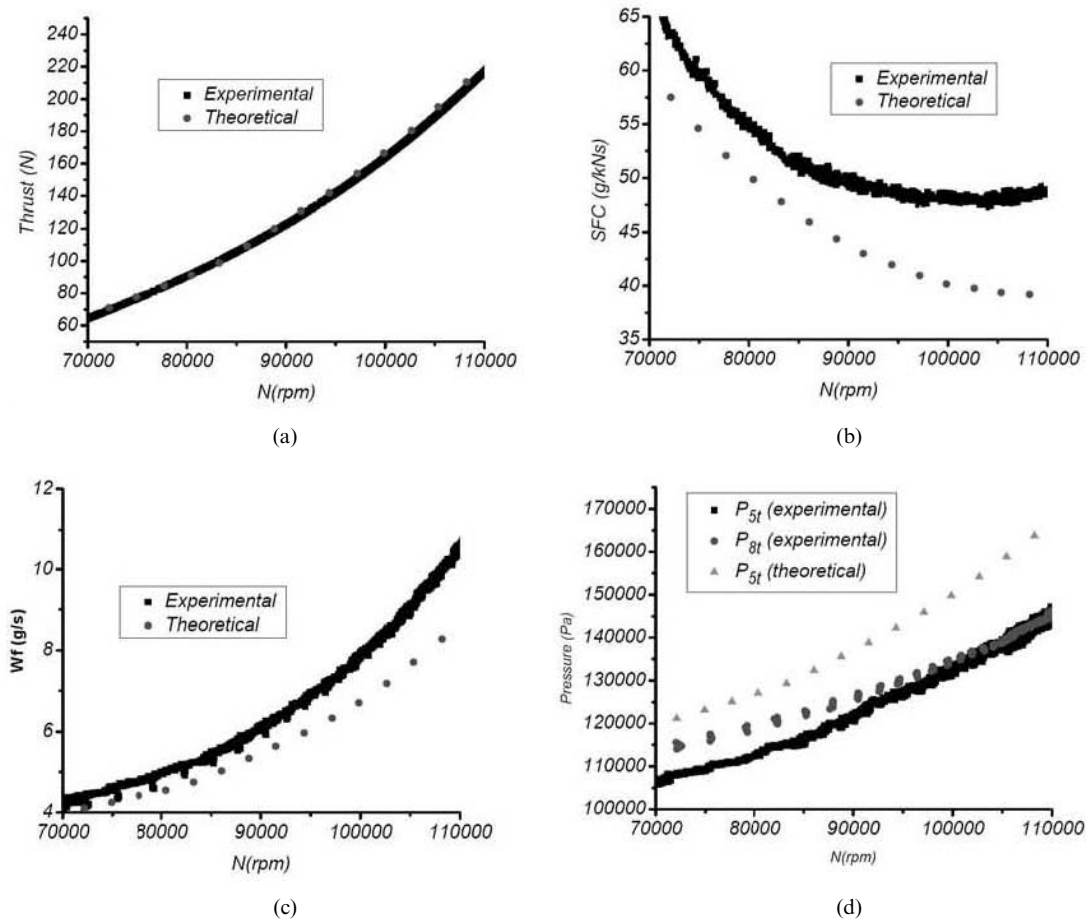 240
220
200
180
160
140
120
100
80
60
Thrust (N)
Experimental
Theoretical
70000 80000 90000 100000 110000
N(rpm)
(a)
65
60
55
50
45
40
35
SFC (g/kNs)
Experimental
Theoretical
70000 80000 90000 100000 110000
N(rpm)
(b)
12
10
8
6
4
Wf (g/s)
Experimental
Theoretical
70000 80000 90000 100000 110000
N(rpm)
(c)
170000
160000
150000
140000
130000
120000
110000
100000
Pressure (Pa)
P5t (experimental)
P8t (experimental)
P5t (theoretical)
70000 80000 90000 100000 110000
N(rpm)
(d)